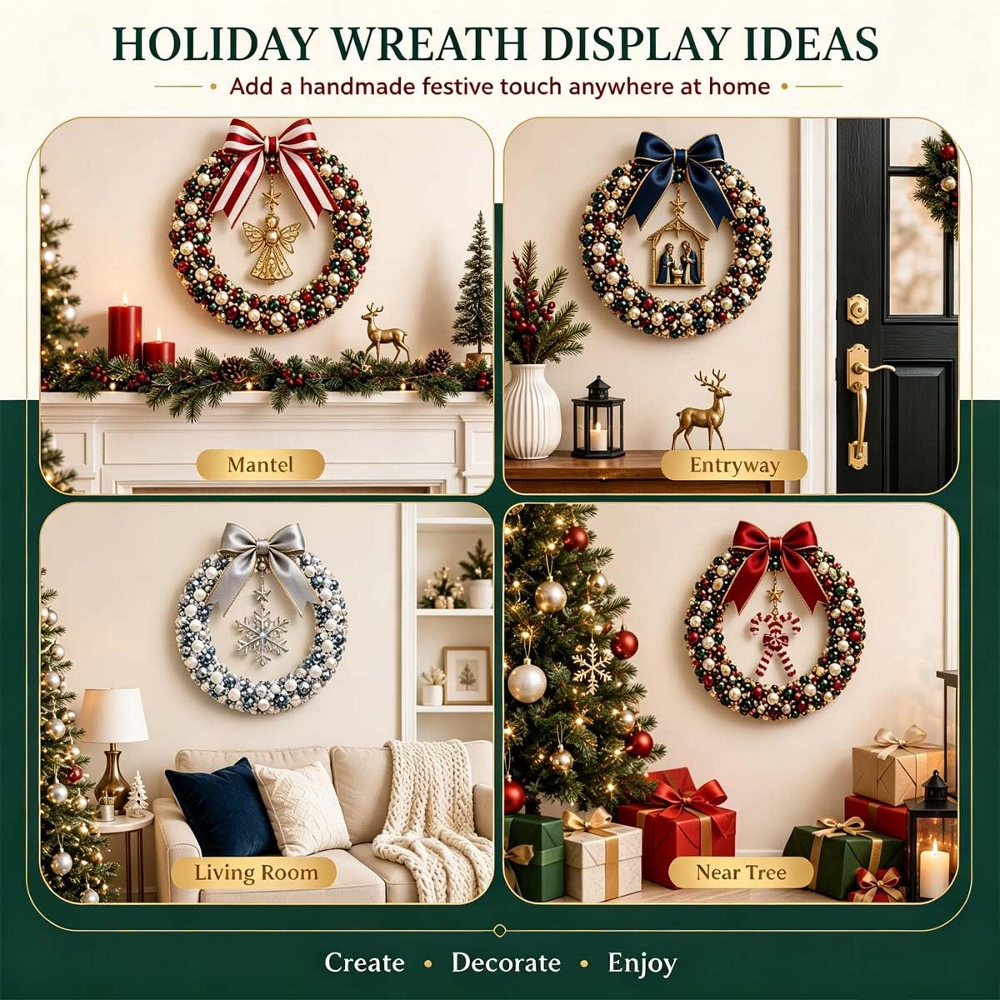 HOLIDAY WREATH DISPLAY IDEAS
Add a handmade festive touch anywhere at home
Mantel
Entryway
Living Room
Near Tree
Create • Decorate • Enjoy